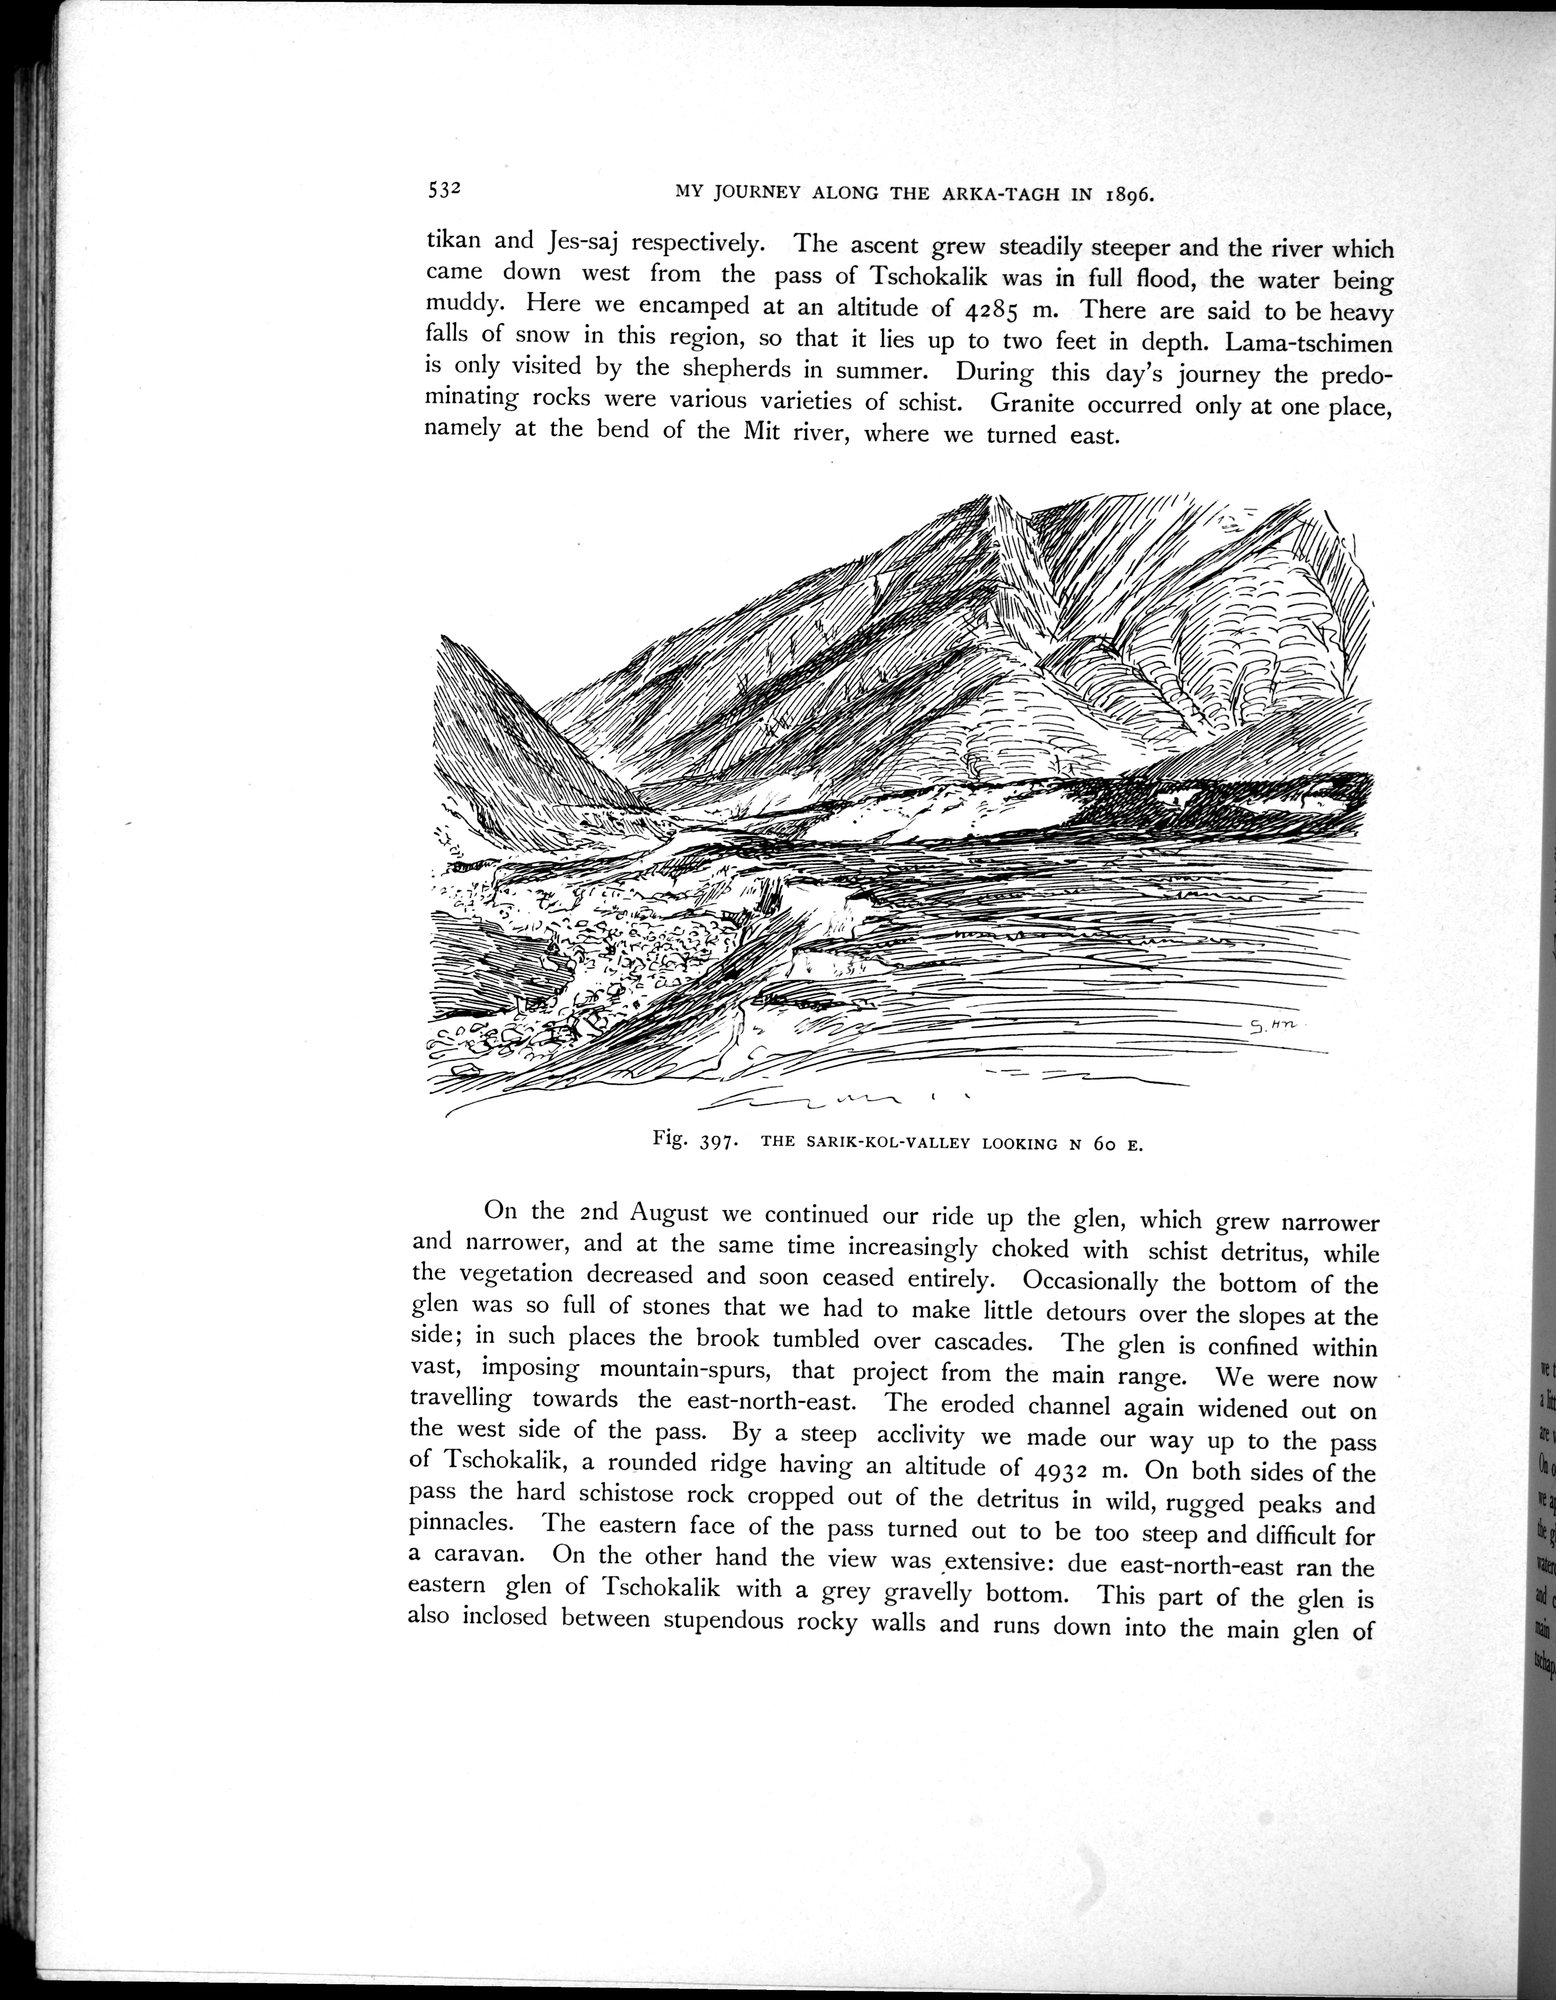 532 MY JOURNEY ALONG THE ARKA-TAGH IN 1896.
tikan and Jes-saj respectively. The ascent grew steadily steeper and the river which
came down west from the pass of Tschokalik was in full flood, the water being
muddy. Here we encamped at an altitude of 4285 m. There are said to be heavy
falls of snow in this region, so that it lies up to two feet in depth. Lama-tschimen
is only visited by the shepherds in summer. During this day's journey the predo-
minating rocks were various varieties of schist. Granite occurred only at one place,
namely at the bend of the Mit river, where we turned east.
Fig. 397. THE SARIK-KOL-VALLEY LOOKING N 60 E.
On the 2nd August we continued our ride up the glen, which grew narrower
and narrower, and at the same time increasingly choked with schist detritus, while
the vegetation decreased and soon ceased entirely. Occasionally the bottom of the
glen was so full of stones that we had to make little detours over the slopes at the
side; in such places the brook tumbled over cascades. The glen is confined within
vast, imposing mountain-spurs, that project from the main range. We were now
travelling towards the east-north-east. The eroded channel again widened out on
the west side of the pass. By a steep acclivity we made our way up to the pass
of Tschokalik, a rounded ridge having an altitude of 4932 m. On both sides of the
pass the hard schistose rock cropped out of the detritus in wild, rugged peaks and
pinnacles. The eastern face of the pass turned out to be too steep and difficult for
a caravan. On the other hand the view was extensive: due east-north-east ran the
eastern glen of Tschokalik with a grey gravelly bottom. This part of the glen is
also inclosed between stupendous rocky walls and runs down into the main glen of